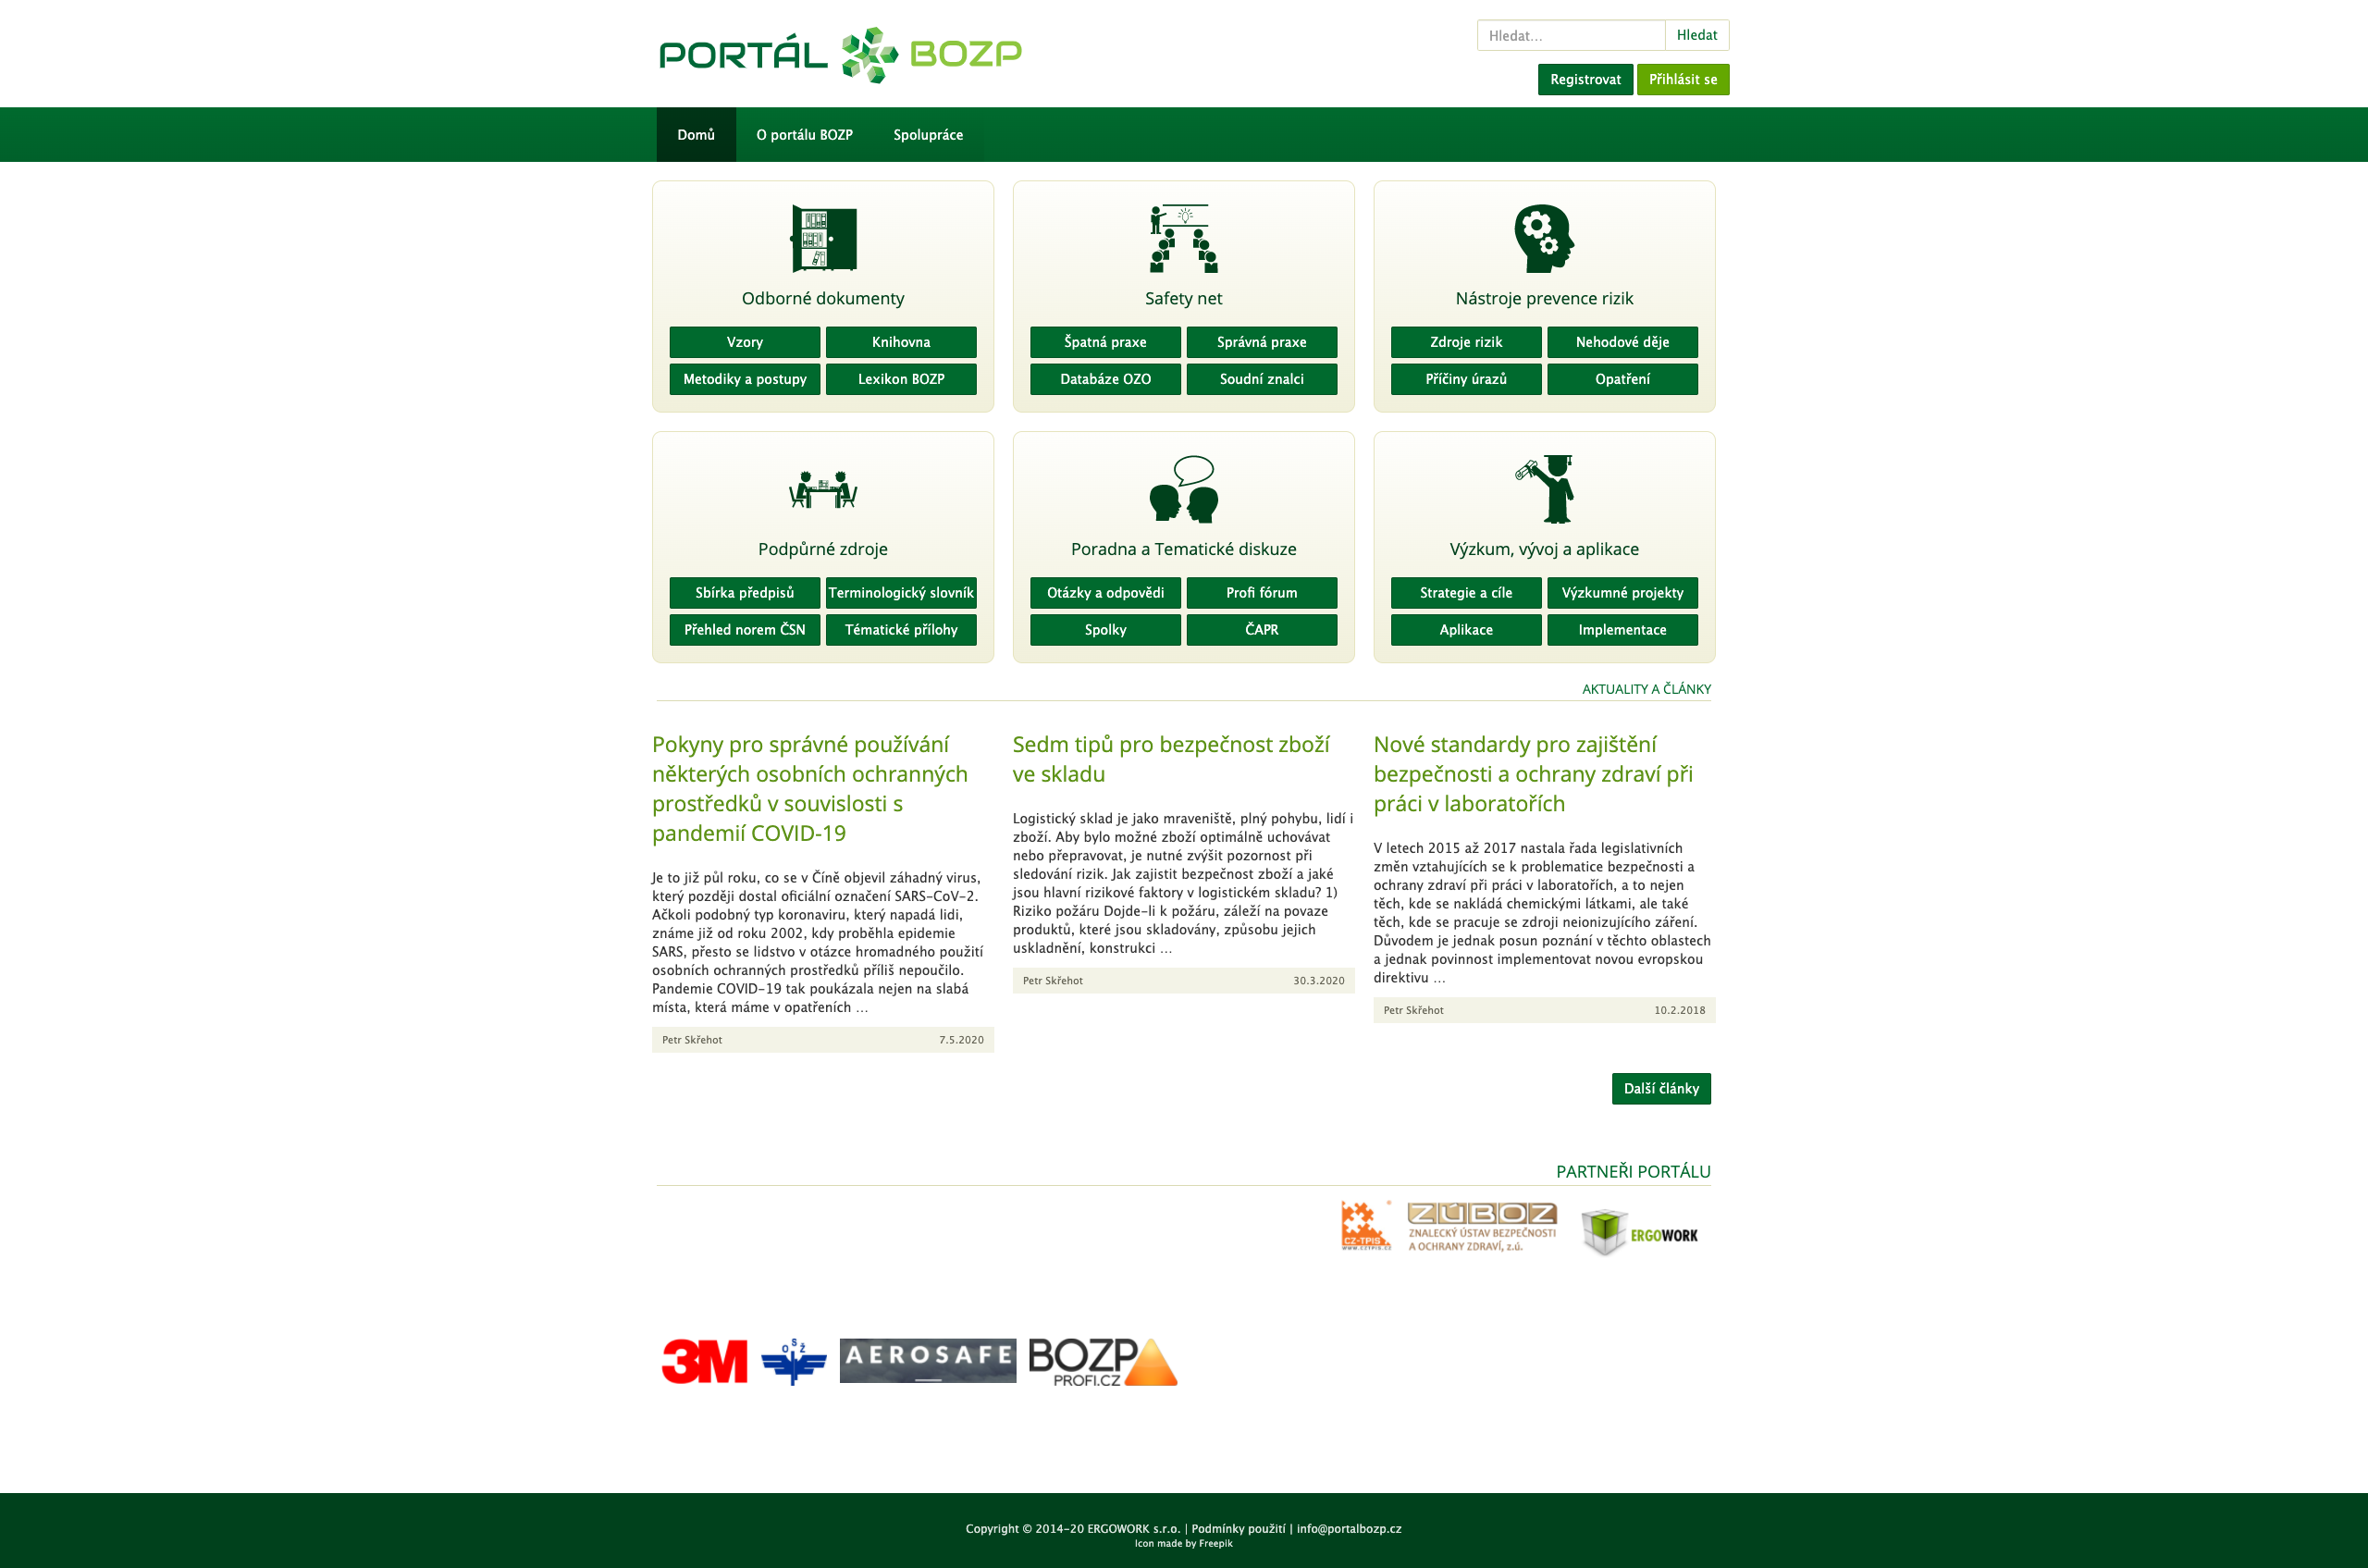 PORTÁL BOZP
Hledat...
Hledat
Registrovat
Přihlásit se
Domů
O portálu BOZP
Spolupráce
Odborné dokumenty
Vzory
Knihovna
Metodiky a postupy
Lexikon BOZP
Safety net
Špatná praxe
Správná praxe
Databáze OZO
Soudní znalci
Nástroje prevence rizik
Zdroje rizik
Nehodové děje
Příčiny úrazů
Opatření
Podpůrné zdroje
Sbírka předpisů
Terminologický slovník
Přehled norem ČSN
Tématické přílohy
Poradna a Tematické diskuze
Otázky a odpovědi
Profi fórum
Spolky
ČAPR
Výzkum, vývoj a aplikace
Strategie a cíle
Výzkumné projekty
Aplikace
Implementace
AKTUALITY A ČLÁNKY
Pokyny pro správné používání
některých osobních ochranných
prostředků v souvislosti s
pandemií COVID-19
Je to již půl roku, co se v Číně objevil záhadný virus,
který později dostal oficiální označení SARS-CoV-2.
Ačkoli podobný typ koronaviru, který napadá lidi,
známe již od roku 2002, kdy proběhla epidemie
SARS, přesto se lidstvo v otázce hromadného použití
osobních ochranných prostředků příliš nepoučilo.
Pandemie COVID-19 tak poukázala nejen na slabá
místa, která máme v opatřeních ...
Petr Skřehot
7.5.2020
Sedm tipů pro bezpečnost zboží
ve skladu
Logistický sklad je jako mraveniště, plný pohybu, lidí i
zboží. Aby bylo možné zboží optimálně uchovávat
nebo přepravovat, je nutné zvýšit pozornost při
sledování rizik. Jak zajistit bezpečnost zboží a jaké
jsou hlavní rizikové faktory v logistickém skladu? 1)
Riziko požáru Dojde-li k požáru, záleží na povaze
produktů, které jsou skladovány, způsobu jejich
uskladnění, konstrukci ...
Petr Skřehot
30.3.2020
Nové standardy pro zajištění
bezpečnosti a ochrany zdraví při
práci v laboratořích
V letech 2015 až 2017 nastala řada legislativních
změn vztahujících se k problematice bezpečnosti a
ochrany zdraví při práci v laboratořích, a to nejen
těch, kde se nakládá chemickými látkami, ale také
těch, kde se pracuje se zdroji neionizujícího záření.
Důvodem je jednak posun poznání v těchto oblastech
a jednak povinnost implementovat novou evropskou
direktivu ...
Petr Skřehot
10.2.2018
Další články
PARTNEŘI PORTÁLU
CZ-TPIS
WWW.CZTPIS.CZ
ZÚBOZ
ZNALECKÝ ÚSTAV BEZPEČNOSTI
A OCHRANY ZDRAVÍ, z.ú.
ERGOWORK
3M
OSŽ
AEROSAFE
BOZP
PROFI.CZ
Copyright © 2014-20 ERGOWORK s.r.o. | Podmínky použití | info@portalbozp.cz
Icon made by Freepik